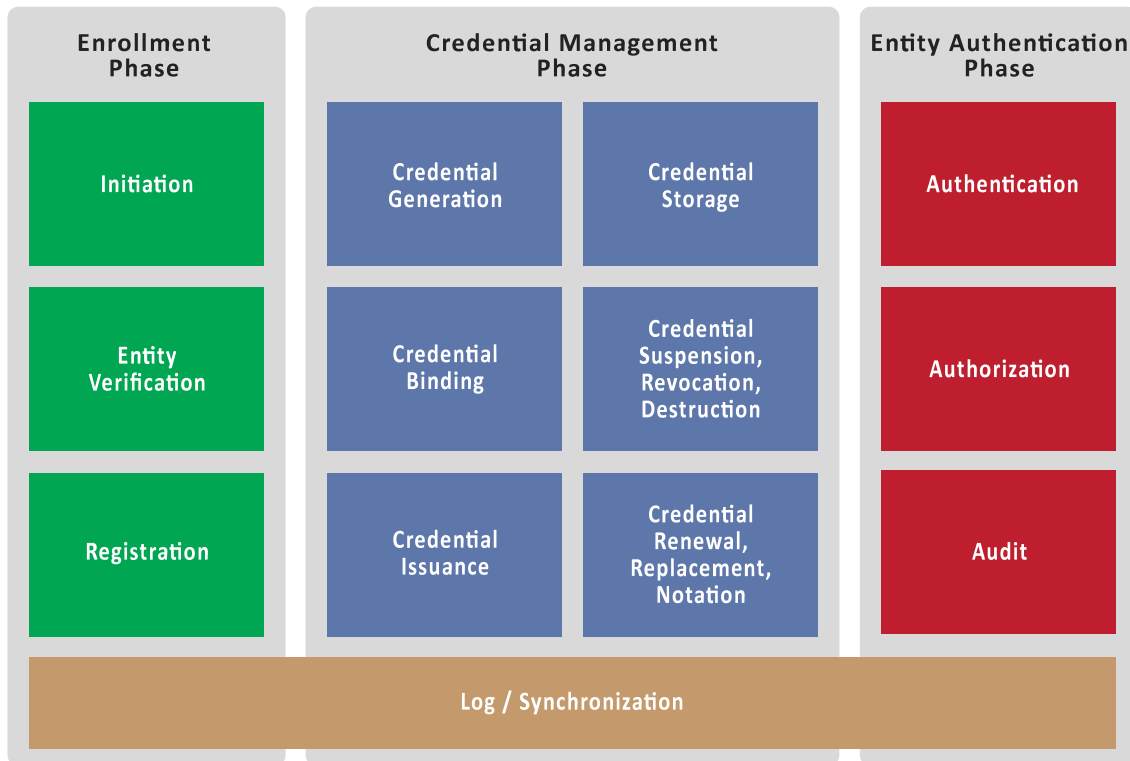 Enrollment
Phase
Initiation
Entity
Verification
Registration
Credential Management
Phase
Credential
Generation
Credential
Binding
Credential
Issuance
Credential
Storage
Credential
Suspension,
Revocation,
Destruction
Credential
Renewal,
Replacement,
Notation
Entity Authentication
Phase
Authentication
Authorization
Audit
Log / Synchronization